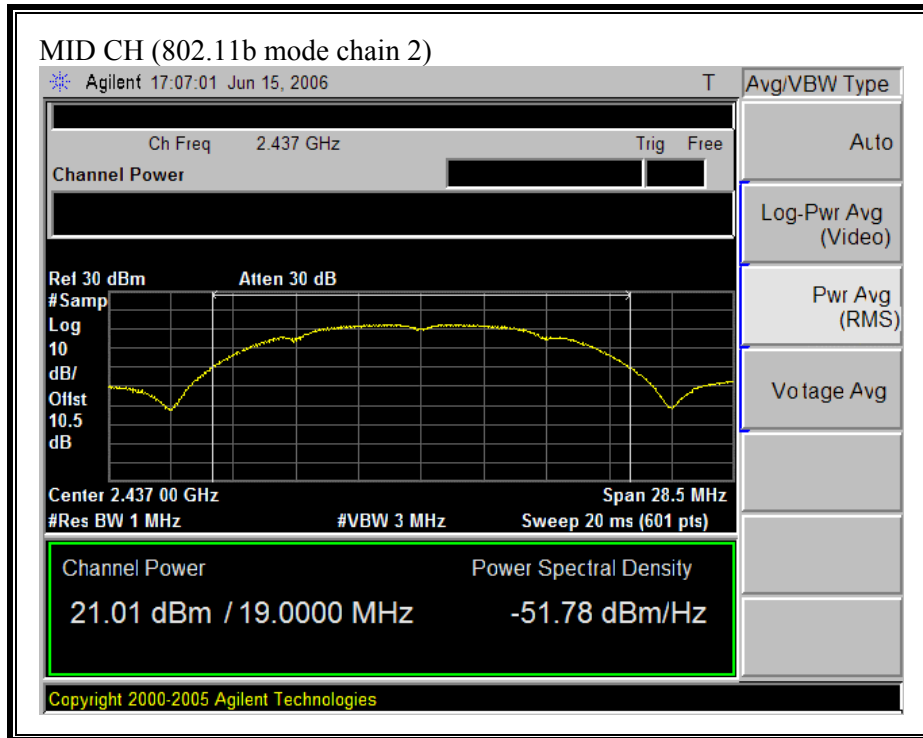 MID CH (802.11b mode chain 2)
Agilent 17:07:01 Jun 15, 2006 T
Avg/VBW Type
Ch Freq 2.437 GHz Trig Free
Channel Power
Auto
Log-Pwr Avg
(Video)
Pwr Avg
(RMS)
Votage Avg
Ref 30 dBm Atten 30 dB
#Samp
Log
10
dB/
Offst
10.5
dB
Center 2.437 00 GHz Span 28.5 MHz
#Res BW 1 MHz #VBW 3 MHz Sweep 20 ms (601 pts)
Channel Power Power Spectral Density
21.01 dBm / 19.0000 MHz -51.78 dBm/Hz
Copyright 2000-2005 Agilent Technologies